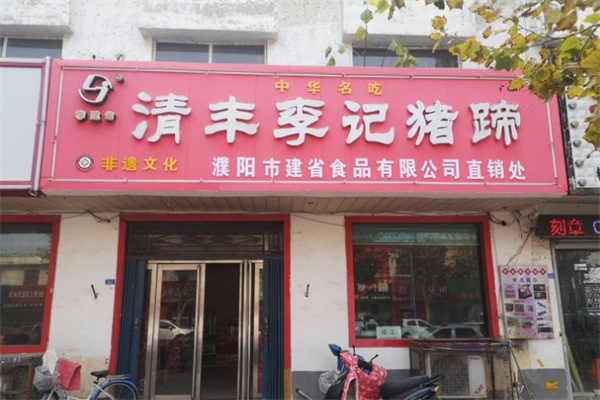 中华名吃
清丰李记猪蹄
非遗文化
濮阳市建省食品有限公司直销处
刻章